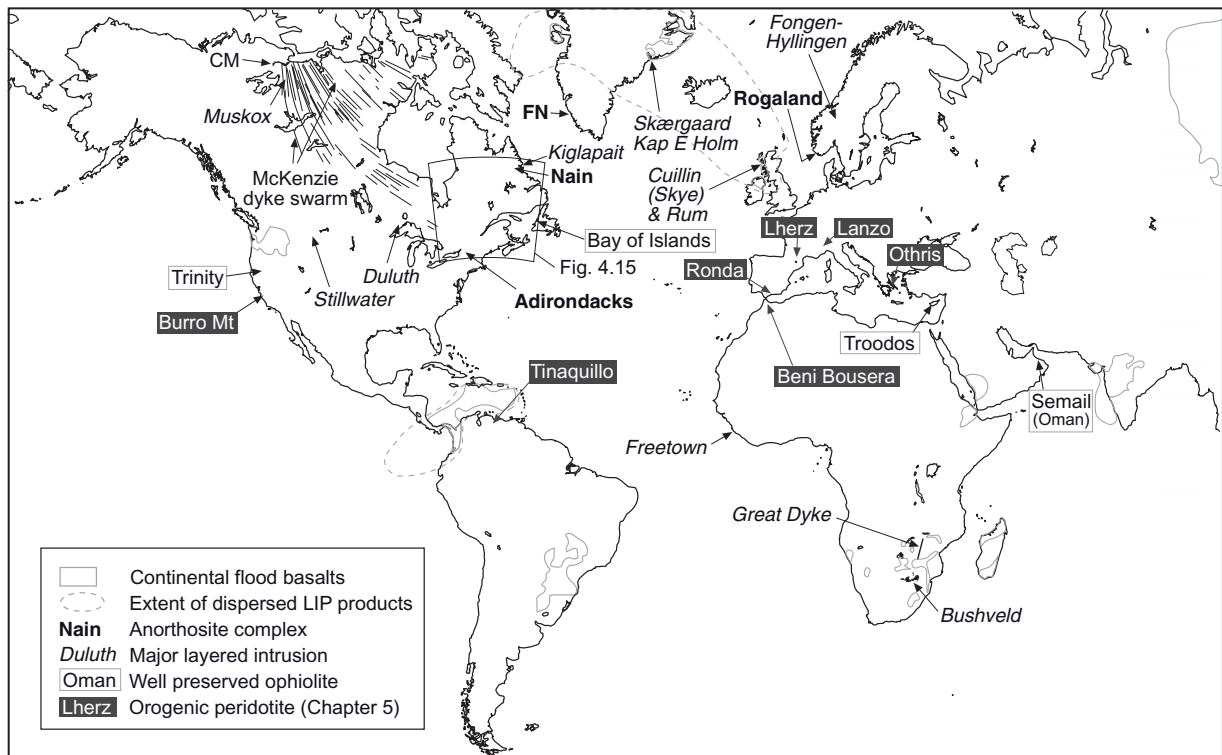 Fongen-
Hyllingen
CM
Muskox
FN
Rogaland
Skærgaard
Kap E Holm
Kiglapait
Nain
McKenzie
dyke swarm
Cuillin
(Skye)
& Rum
Bay of Islands
Lherz
Lanzo
Othris
Fig. 4.15
Ronda
Trinity
Duluth
Stillwater
Adirondacks
Burro Mt
Troodos
Tinaquillo
Beni Bousera
Semail
(Oman)
Freetown
Great Dyke
Bushveld
Continental flood basalts
Extent of dispersed LIP products
Nain Anorthosite complex
Duluth Major layered intrusion
Oman Well preserved ophiolite
Lherz Orogenic peridotite (Chapter 5)